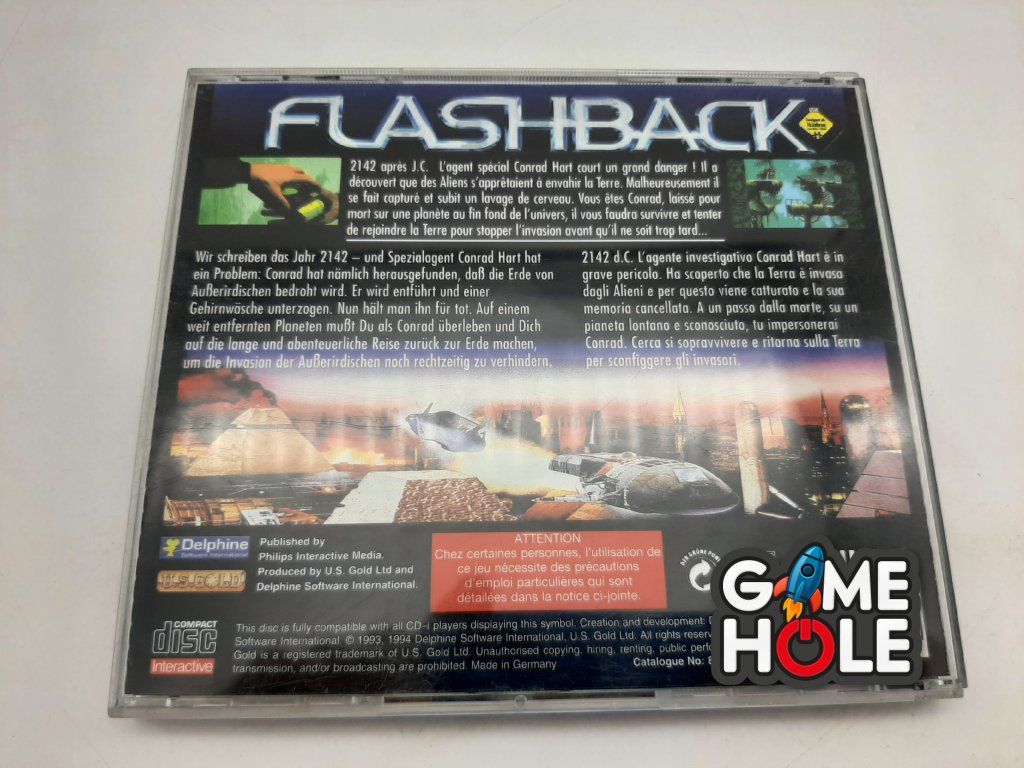 FLASHBACK
USK
2142 après J.C. L'agent spécial Conrad Hart court un grand danger ! Il a
découvert que des Aliens s'apprêtaient à envahir la Terre. Malheureusement il
se fait capturé et subit un lavage de cerveau. Vous êtes Conrad, laissé pour
mort sur une planète au fin fond de l'univers, il vous faudra survivre et tenter
de rejoindre la Terre pour stopper l'invasion avant qu'il ne soit trop tard...
Wir schreiben das Jahr 2142 – und Spezialagent Conrad Hart hat
ein Problem: Conrad hat nämlich herausgefunden, daß die Erde von
Außerirdischen bedroht wird. Er wird entführt und einer
Gehirnwäsche unterzogen. Nun hält man ihn für tot. Auf einem
weit entfernten Planeten mußt Du als Conrad überleben und Dich
auf die lange und abenteuerliche Reise zurück zur Erde machen,
um die Invasion der Außerirdischen noch rechtzeitig zu verhindern.
2142 d.C. L'agente investigativo Conrad Hart è in
grave pericolo. Ha scoperto che la Terra è invasa
dagli Alieni e per questo viene catturato e la sua
memoria cancellata. A un passo dalla morte, su un
pianeta lontano e sconosciuto, tu impersonerai
Conrad. Cerca si sopravvivere e ritorna sulla Terra
per sconfiggere gli invasori.
Delphine
Software International
U.S. GOLD
Published by
Philips Interactive Media.
Produced by U.S. Gold Ltd and
Delphine Software International.
ATTENTION
Chez certaines personnes, l'utilisation de
ce jeu nécessite des précautions
d'emploi particulières qui sont
détaillées dans la notice ci-jointe.
DER GRÜNE PUN
GAME
HOLE
COMPACT
disc
Interactive
This disc is fully compatible with all CD-i players displaying this symbol. Creation and development: D
Software International. © 1993, 1994 Delphine Software International, U.S. Gold Ltd. All rights reserv
Gold is a registered trademark of U.S. Gold Ltd. Unauthorised copying, hiring, renting, public perfo
transmission, and/or broadcasting are prohibited. Made in Germany
Catalogue No: 8